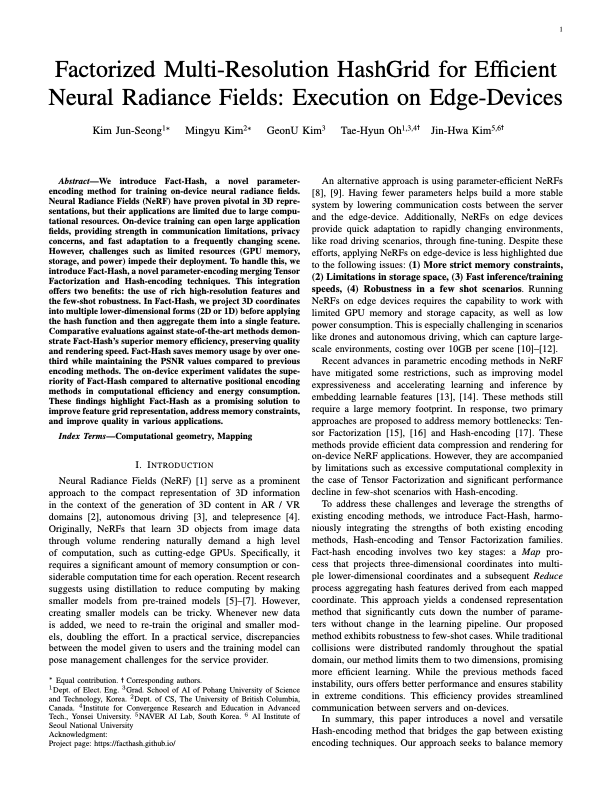 1
Factorized Multi-Resolution HashGrid for Efficient
Neural Radiance Fields: Execution on Edge-Devices
Kim Jun-Seong1* Mingyu Kim2* GeonU Kim3 Tae-Hyun Oh1,3,4† Jin-Hwa Kim5,6†
Abstract—We introduce Fact-Hash, a novel parameter-
encoding method for training on-device neural radiance fields.
Neural Radiance Fields (NeRF) have proven pivotal in 3D repre-
sentations, but their applications are limited due to large compu-
tational resources. On-device training can open large application
fields, providing strength in communication limitations, privacy
concerns, and fast adaptation to a frequently changing scene.
However, challenges such as limited resources (GPU memory,
storage, and power) impede their deployment. To handle this, we
introduce Fact-Hash, a novel parameter-encoding merging Tensor
Factorization and Hash-encoding techniques. This integration
offers two benefits: the use of rich high-resolution features and
the few-shot robustness. In Fact-Hash, we project 3D coordinates
into multiple lower-dimensional forms (2D or 1D) before applying
the hash function and then aggregate them into a single feature.
Comparative evaluations against state-of-the-art methods demon-
strate Fact-Hash's superior memory efficiency, preserving quality
and rendering speed. Fact-Hash saves memory usage by over one-
third while maintaining the PSNR values compared to previous
encoding methods. The on-device experiment validates the supe-
riority of Fact-Hash compared to alternative positional encoding
methods in computational efficiency and energy consumption.
These findings highlight Fact-Hash as a promising solution to
improve feature grid representation, address memory constraints,
and improve quality in various applications.
Index Terms—Computational geometry, Mapping
I. INTRODUCTION
Neural Radiance Fields (NeRF) [1] serve as a prominent
approach to the compact representation of 3D information
in the context of the generation of 3D content in AR / VR
domains [2], autonomous driving [3], and telepresence [4].
Originally, NeRFs that learn 3D objects from image data
through volume rendering naturally demand a high level
of computation, such as cutting-edge GPUs. Specifically, it
requires a significant amount of memory consumption or con-
siderable computation time for each operation. Recent research
suggests using distillation to reduce computing by making
smaller models from pre-trained models [5]–[7]. However,
creating smaller models can be tricky. Whenever new data
is added, we need to re-train the original and smaller mod-
els, doubling the effort. In a practical service, discrepancies
between the model given to users and the training model can
pose management challenges for the service provider.
* Equal contribution. † Corresponding authors.
1Dept. of Elect. Eng. 3Grad. School of AI of Pohang University of Science
and Technology, Korea. 2Dept. of CS, The University of British Columbia,
Canada. 4Institute for Convergence Research and Education in Advanced
Tech., Yonsei University. 5NAVER AI Lab, South Korea. 6 AI Institute of
Seoul National University
Acknowledgment:
Project page: https://facthash.github.io/
An alternative approach is using parameter-efficient NeRFs
[8], [9]. Having fewer parameters helps build a more stable
system by lowering communication costs between the server
and the edge-device. Additionally, NeRFs on edge devices
provide quick adaptation to rapidly changing environments,
like road driving scenarios, through fine-tuning. Despite these
efforts, applying NeRFs on edge-device is less highlighted due
to the following issues: (1) More strict memory constraints,
(2) Limitations in storage space, (3) Fast inference/training
speeds, (4) Robustness in a few shot scenarios. Running
NeRFs on edge devices requires the capability to work with
limited GPU memory and storage capacity, as well as low
power consumption. This is especially challenging in scenarios
like drones and autonomous driving, which can capture large-
scale environments, costing over 10GB per scene [10]–[12].
Recent advances in parametric encoding methods in NeRF
have mitigated some restrictions, such as improving model
expressiveness and accelerating learning and inference by
embedding learnable features [13], [14]. These methods still
require a large memory footprint. In response, two primary
approaches are proposed to address memory bottlenecks: Ten-
sor Factorization [15], [16] and Hash-encoding [17]. These
methods provide efficient data compression and rendering for
on-device NeRF applications. However, they are accompanied
by limitations such as excessive computational complexity in
the case of Tensor Factorization and significant performance
decline in few-shot scenarios with Hash-encoding.
To address these challenges and leverage the strengths of
existing encoding methods, we introduce Fact-Hash, harmo-
niously integrating the strengths of both existing encoding
methods, Hash-encoding and Tensor Factorization families.
Fact-hash encoding involves two key stages: a Map pro-
cess that projects three-dimensional coordinates into multi-
ple lower-dimensional coordinates and a subsequent Reduce
process aggregating hash features derived from each mapped
coordinate. This approach yields a condensed representation
method that significantly cuts down the number of parame-
ters without change in the learning pipeline. Our proposed
method exhibits robustness to few-shot cases. While traditional
collisions were distributed randomly throughout the spatial
domain, our method limits them to two dimensions, promising
more efficient learning. While the previous methods faced
instability, ours offers better performance and ensures stability
in extreme conditions. This efficiency provides streamlined
communication between servers and on-devices.
In summary, this paper introduces a novel and versatile
Hash-encoding method that bridges the gap between existing
encoding techniques. Our approach seeks to balance memory